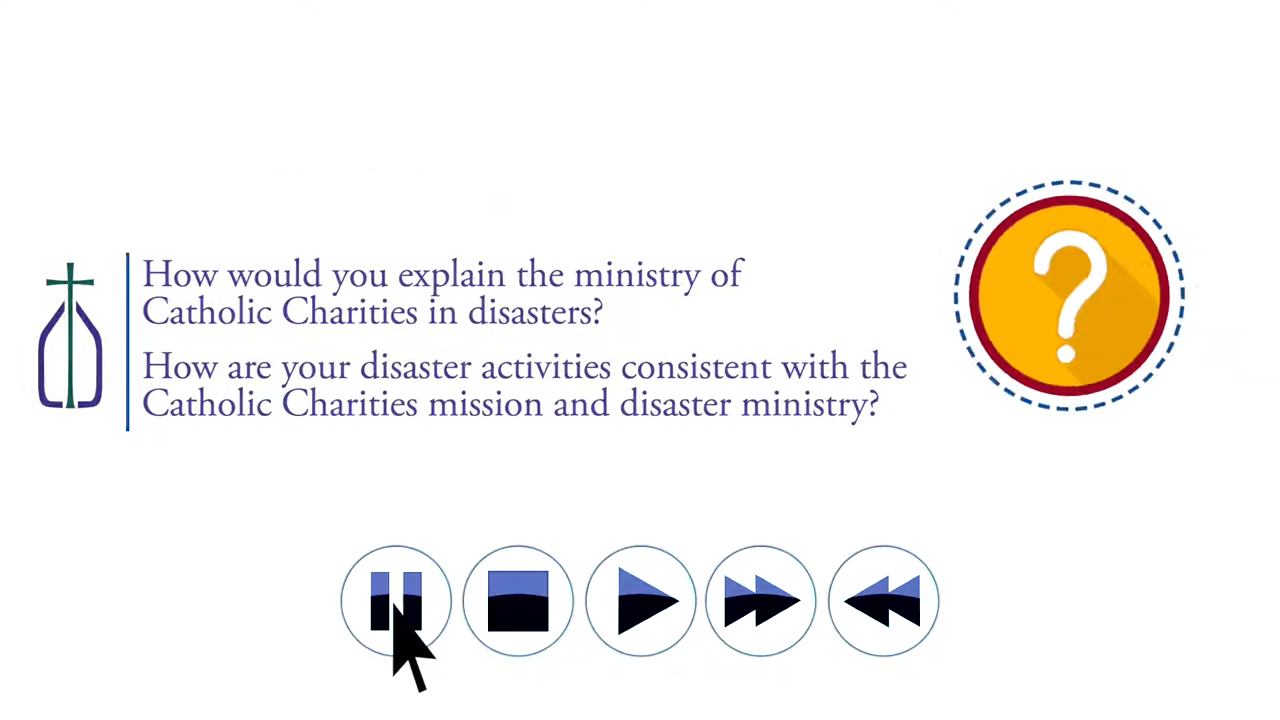 How would you explain the ministry of
Catholic Charities in disasters?
How are your disaster activities consistent with the
Catholic Charities mission and disaster ministry?
?